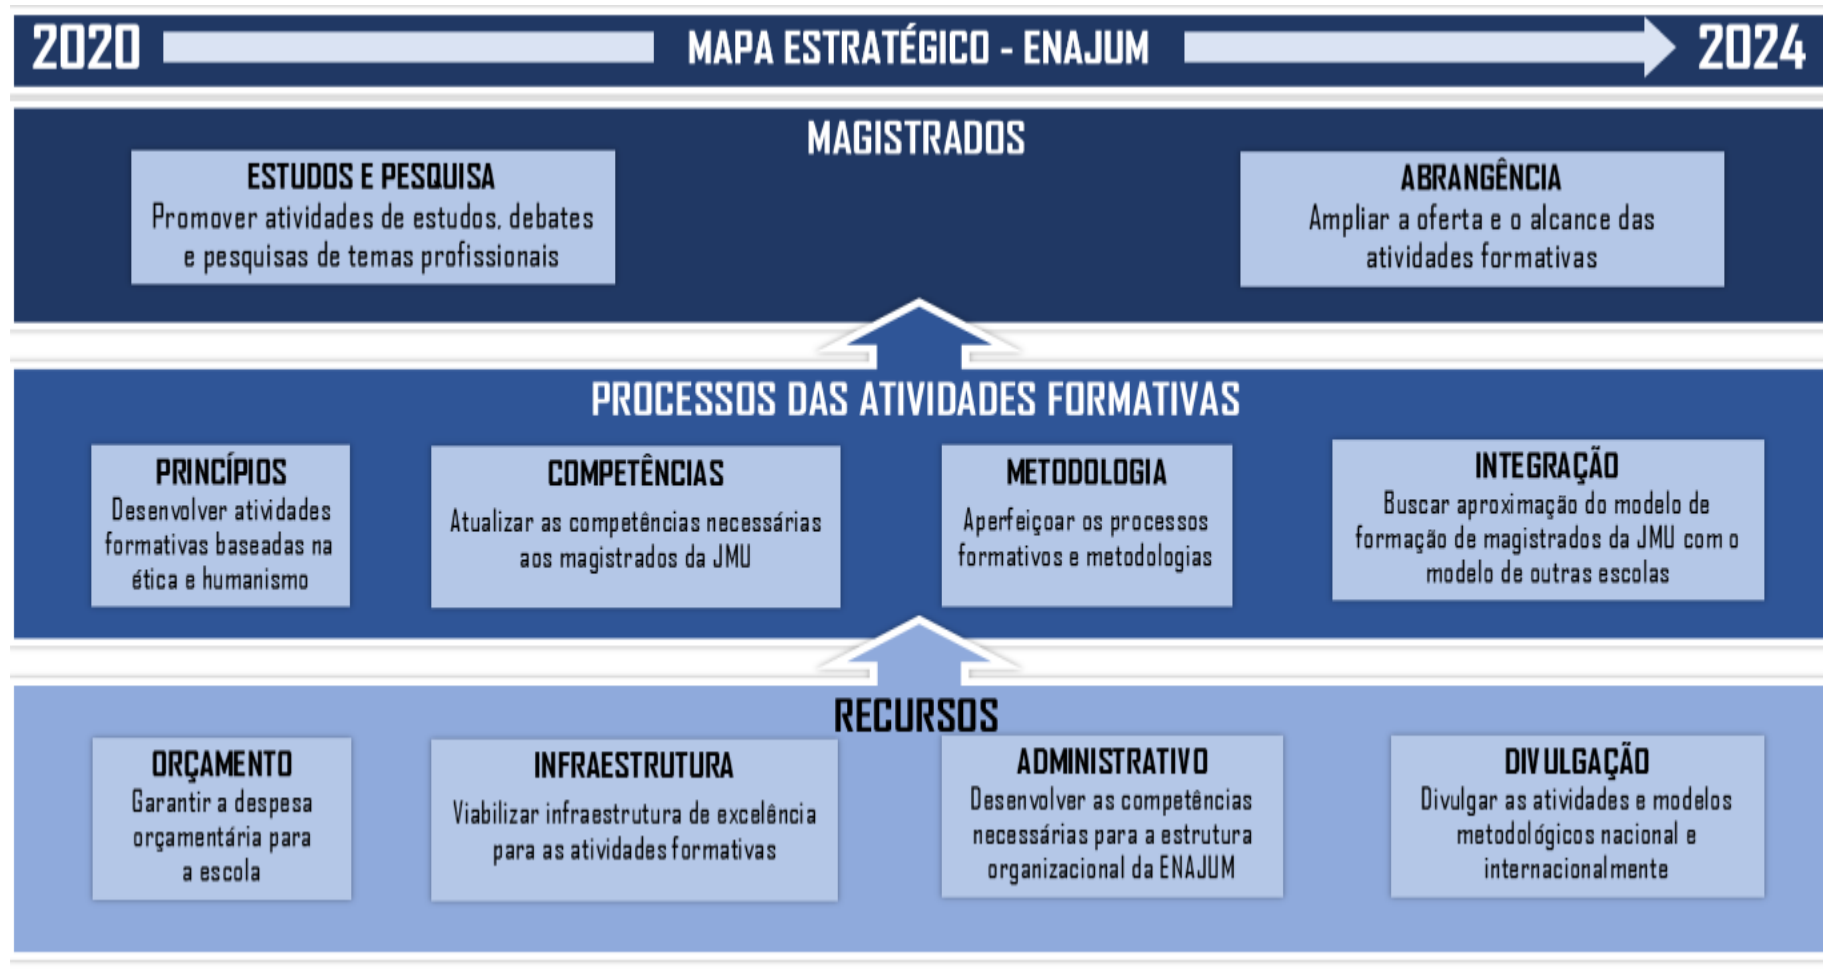 2020 MAPA ESTRATÉGICO - ENAJUM 2024
MAGISTRADOS
ESTUDOS E PESQUISA
Promover atividades de estudos, debates
e pesquisas de temas profissionais
ABRANGÊNCIA
Ampliar a oferta e o alcance das
atividades formativas
PROCESSOS DAS ATIVIDADES FORMATIVAS
PRINCÍPIOS
Desenvolver atividades
formativas baseadas na
ética e humanismo
COMPETÊNCIAS
Atualizar as competências necessárias
aos magistrados da JMU
METODOLOGIA
Aperfeiçoar os processos
formativos e metodologias
INTEGRAÇÃO
Buscar aproximação do modelo de
formação de magistrados da JMU com o
modelo de outras escolas
RECURSOS
ORÇAMENTO
Garantir a despesa
orçamentária para
a escola
INFRAESTRUTURA
Viabilizar infraestrutura de excelência
para as atividades formativas
ADMINISTRATIVO
Desenvolver as competências
necessárias para a estrutura
organizacional da ENAJUM
DIVULGAÇÃO
Divulgar as atividades e modelos
metodológicos nacional e
internacionalmente